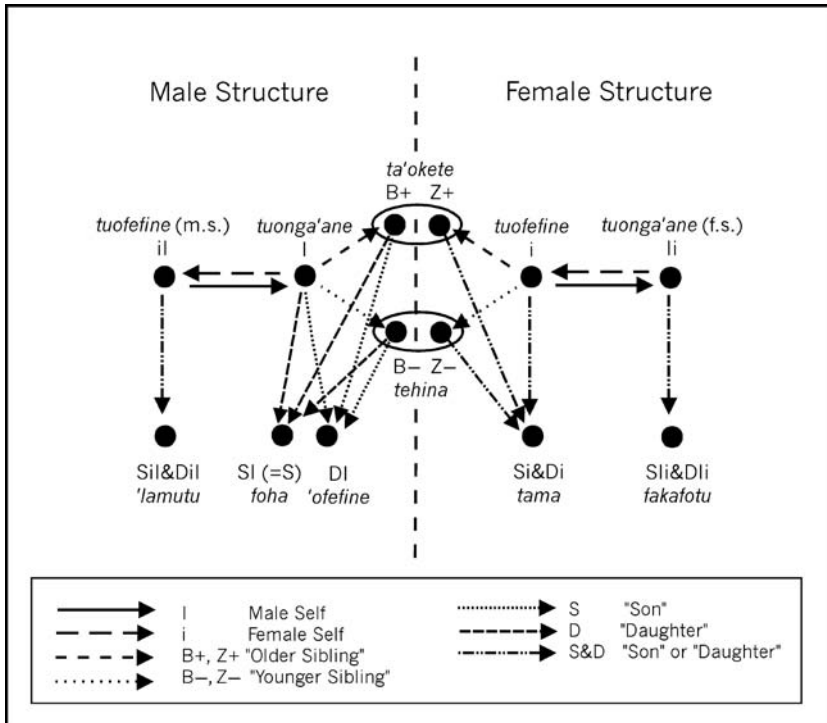 Male Structure
Female Structure
ta'okete
B+ Z+
tuofefine (m.s.) tuonga'ane tuofefine tuonga'ane (f.s.)
iI I i Ii
B– Z–
tehina
SiI&DiI SI (=S) DI Si&Di SIi&DIi
'Iamutu foha 'ofefine tama fakafotu
I Male Self
i Female Self
B+, Z+ "Older Sibling"
B–, Z– "Younger Sibling"
S "Son"
D "Daughter"
S&D "Son" or "Daughter"